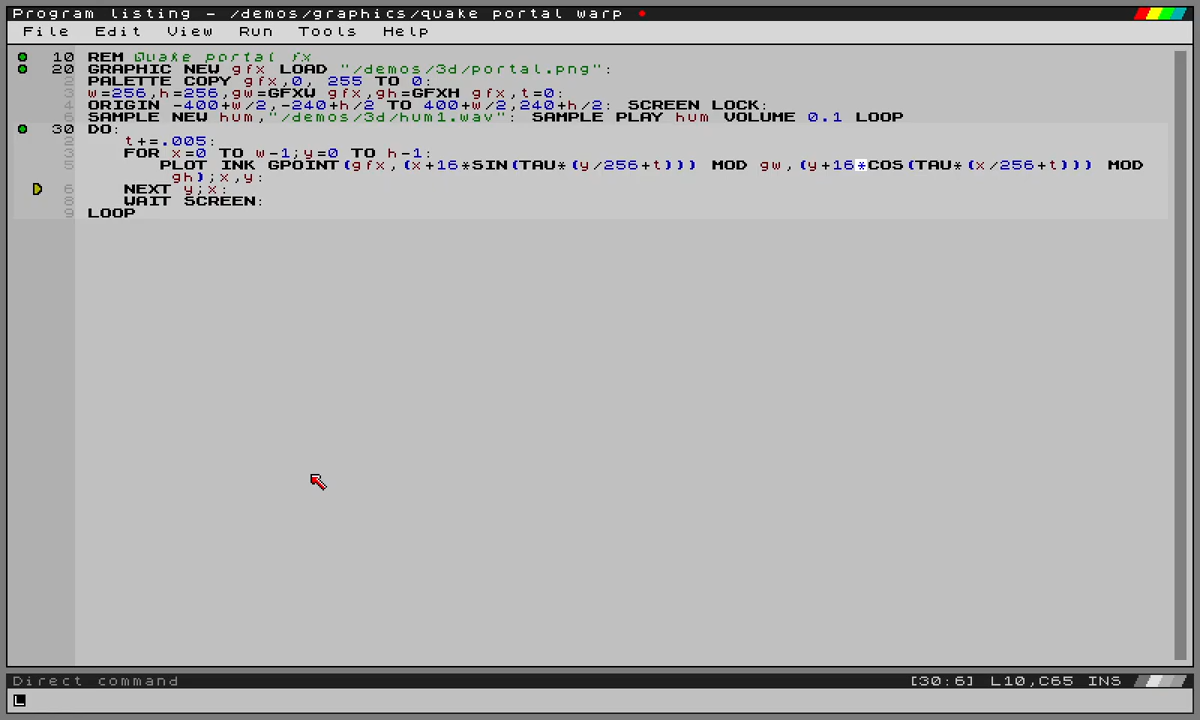 Program listing - /demos/graphics/quake portal warp
File Edit View Run Tools Help
10 REM Quake portal fx
20 GRAPHIC NEW gfx LOAD "/demos/3d/portal.png":
2 PALETTE COPY gfx,0, 255 TO 0:
3 w=256,h=256,gw=GFXW gfx,gh=GFXH gfx,t=0:
4 ORIGIN -400+w/2,-240+h/2 TO 400+w/2,240+h/2: SCREEN LOCK:
6 SAMPLE NEW hum,"/demos/3d/hum1.wav": SAMPLE PLAY hum VOLUME 0.1 LOOP
30 DO:
2 t+=.005:
3 FOR x=0 TO w-1;y=0 TO h-1:
5 PLOT INK GPOINT(gfx,(x+16*SIN(TAU*(y/256+t))) MOD gw,(y+16*COS(TAU*(x/256+t))) MOD
gh);x,y:
6 NEXT y;x:
8 WAIT SCREEN:
9 LOOP
Direct command [30:6] L10,C65 INS